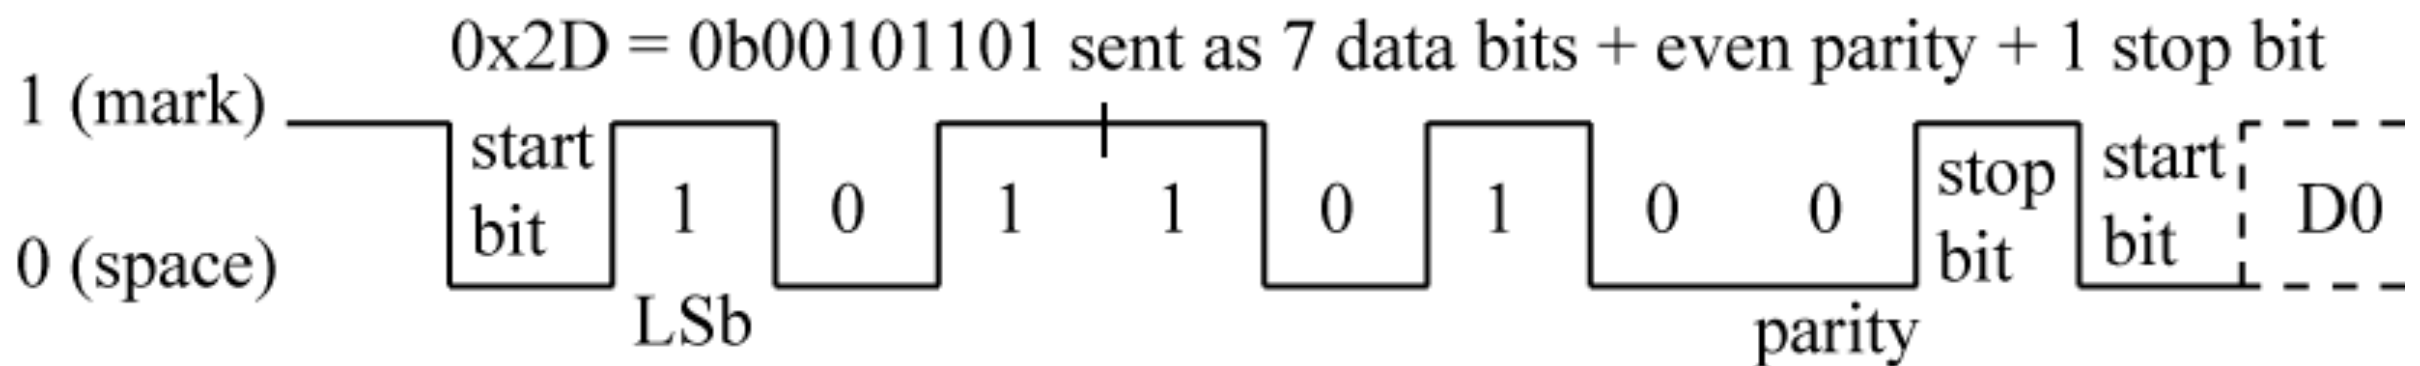 0x2D = 0b00101101 sent as 7 data bits + even parity + 1 stop bit
1 (mark)
0 (space)
start bit
1
0
1
1
0
1
0
0
stop bit
start bit
D0
LSb
parity